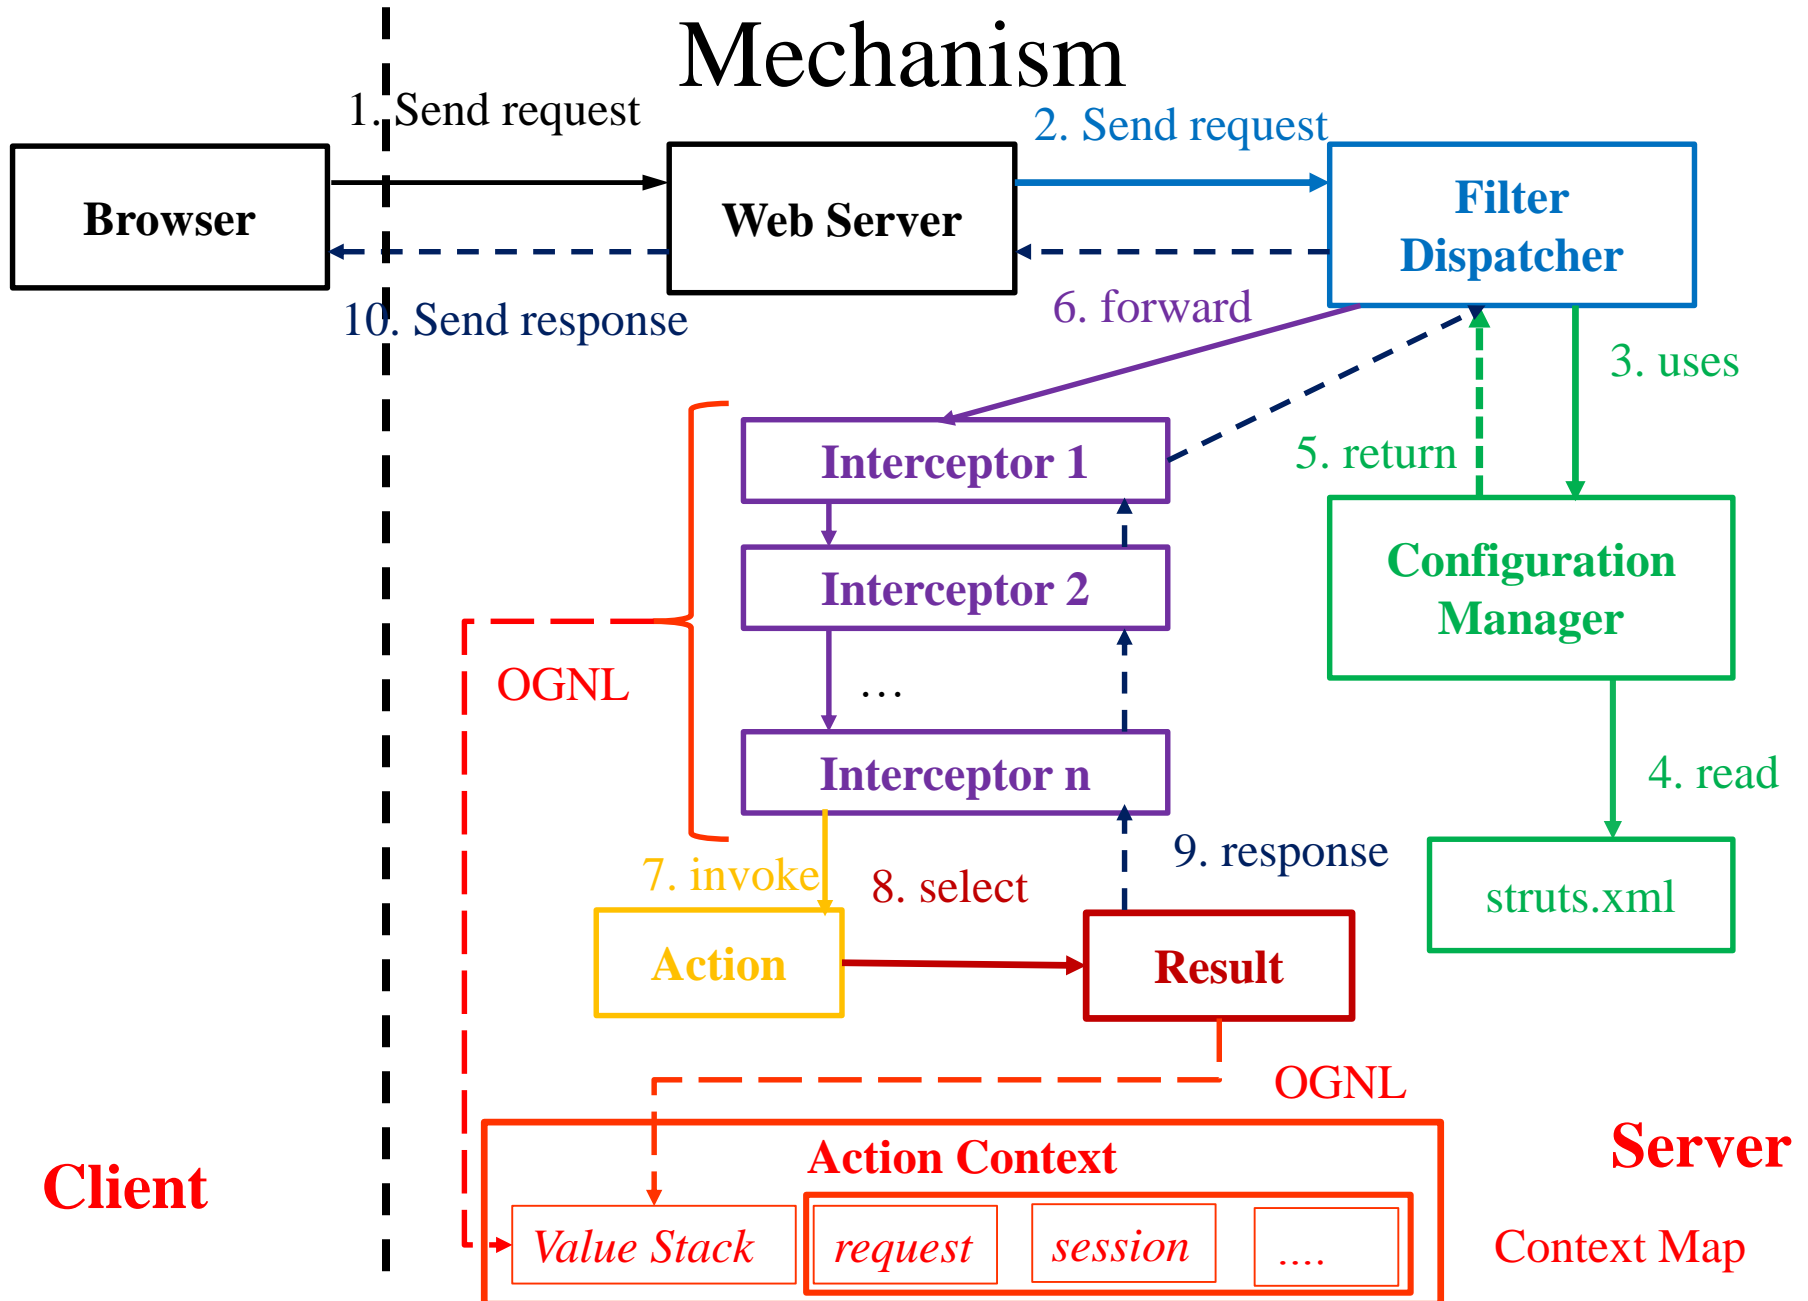 Mechanism
1. Send request
2. Send request
Browser
Web Server
Filter
Dispatcher
10. Send response
6. forward
3. uses
5. return
Interceptor 1
Interceptor 2
…
Interceptor n
OGNL
Configuration
Manager
4. read
struts.xml
7. invoke
8. select
9. response
Action
Result
OGNL
Action Context
Value Stack
request
session
....
Context Map
Client
Server